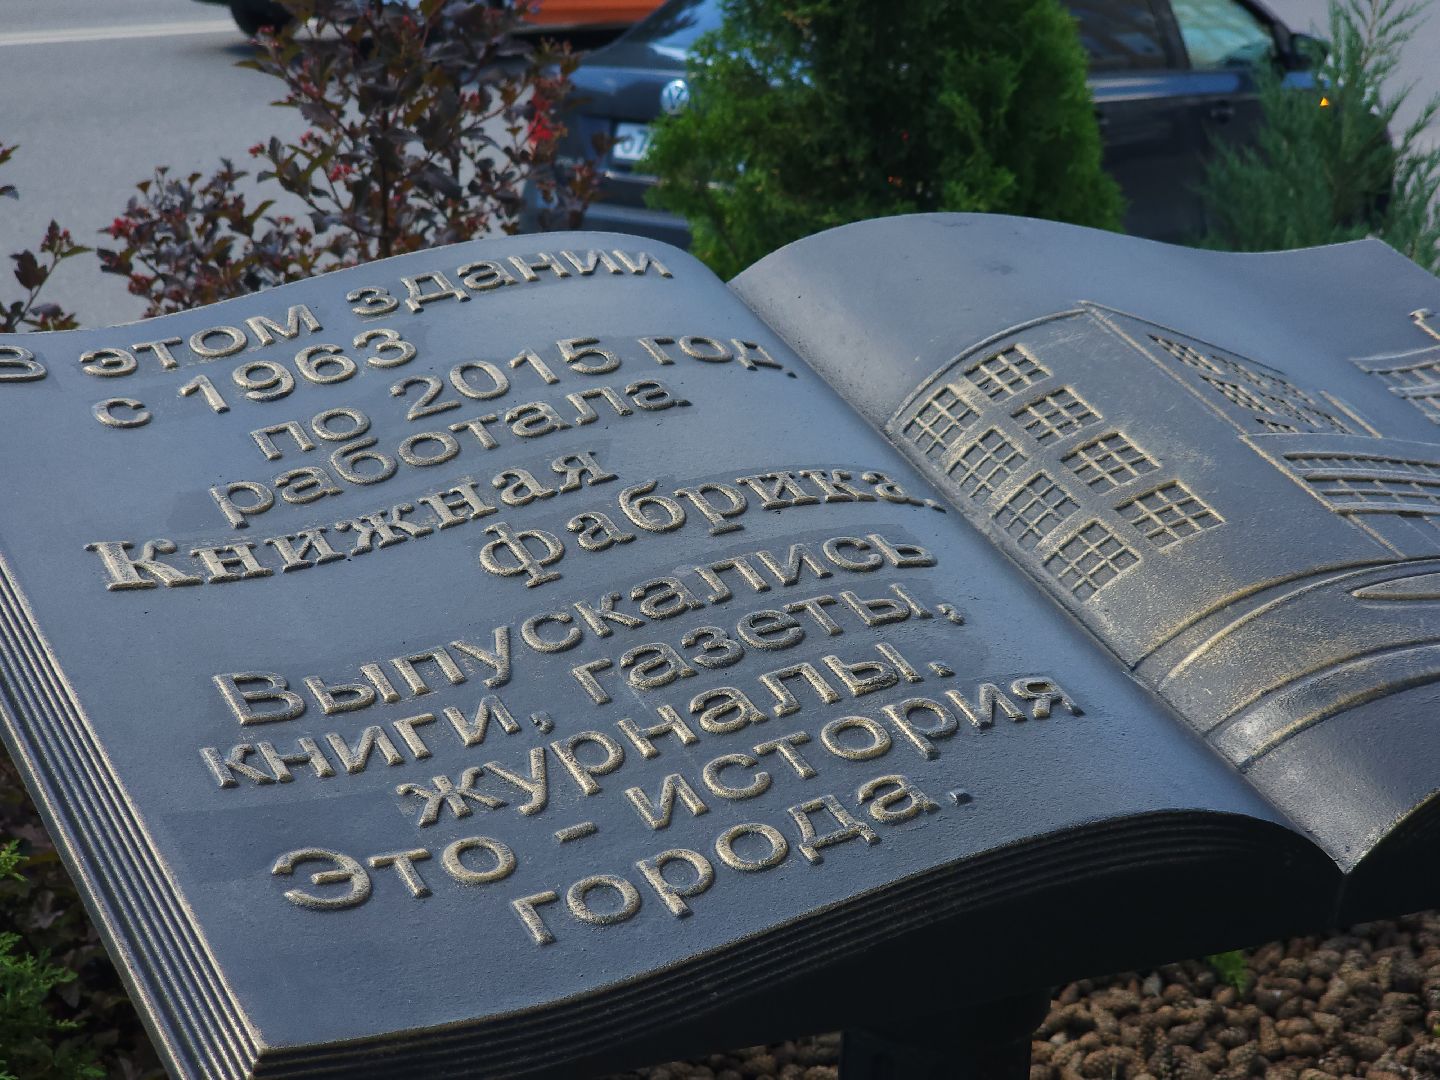 В этом здании
с 1963
по 2015 год,
работала
Книжная
фабрика.
Выпускались
книги, газеты,
журналы.
Это - история
города.